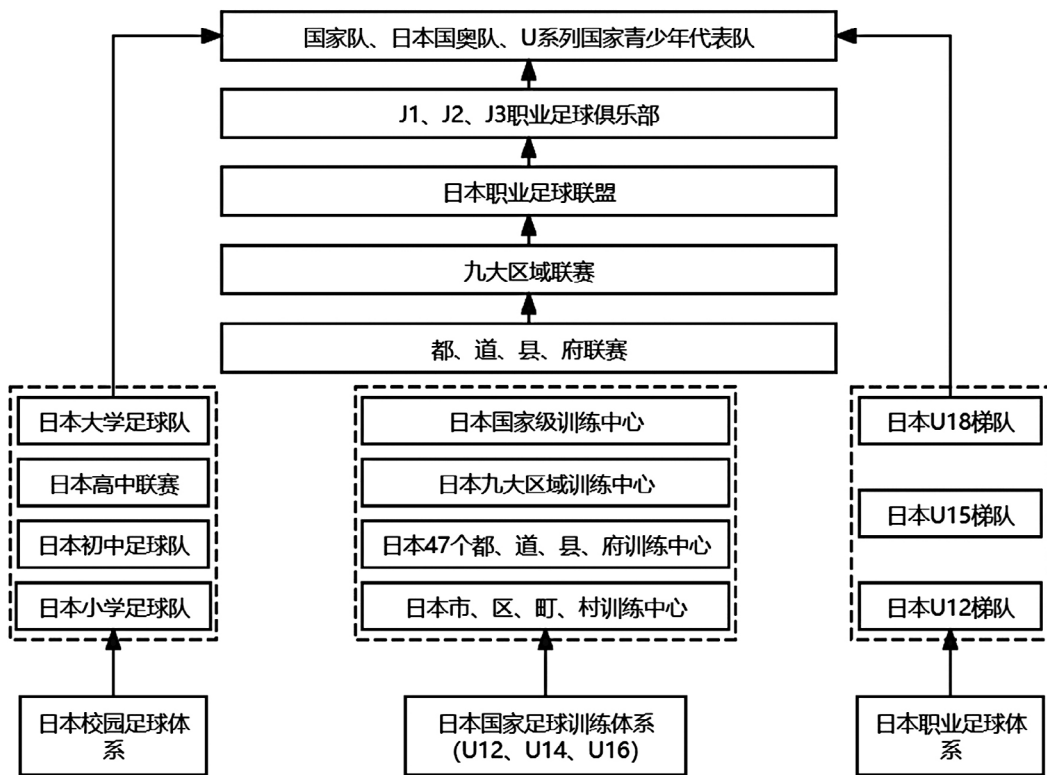 国家队、日本国奥队、U系列国家青少年代表队
J1、J2、J3职业足球俱乐部
日本职业足球联盟
九大区域联赛
都、道、县、府联赛
日本大学足球队
日本高中联赛
日本初中足球队
日本小学足球队
日本国家级训练中心
日本九大区域训练中心
日本47个都、道、县、府训练中心
日本市、区、町、村训练中心
日本U18梯队
日本U15梯队
日本U12梯队
日本校园足球体
系
日本国家足球训练体系
(U12、U14、U16)
日本职业足球体
系